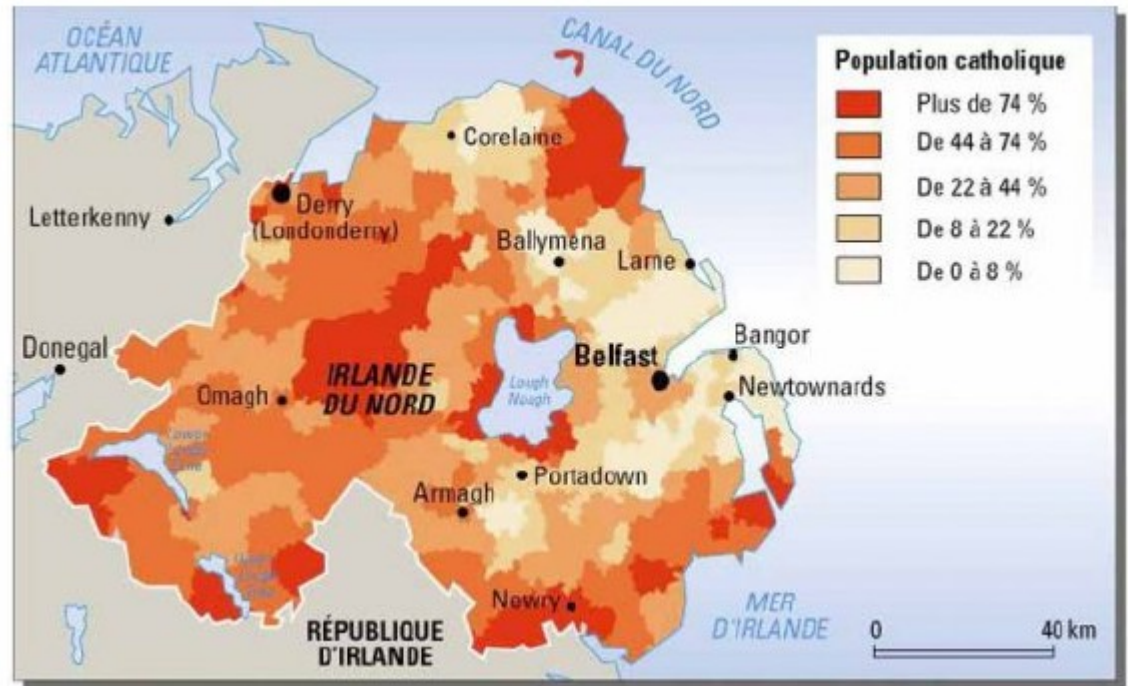 OCÉAN
ATLANTIQUE
CANAL DU NORD
Population catholique
Plus de 74 %
De 44 à 74 %
De 22 à 44 %
De 8 à 22 %
De 0 à 8 %
Corelaine
Letterkenny
Derry
(Londonderry)
Ballymena
Larne
Donegal
Bangor
Belfast
Newtownards
IRLANDE
DU NORD
Omagh
Lough
Portadown
Armagh
Newry
RÉPUBLIQUE
D'IRLANDE
MER
D'IRLANDE
0 40 km